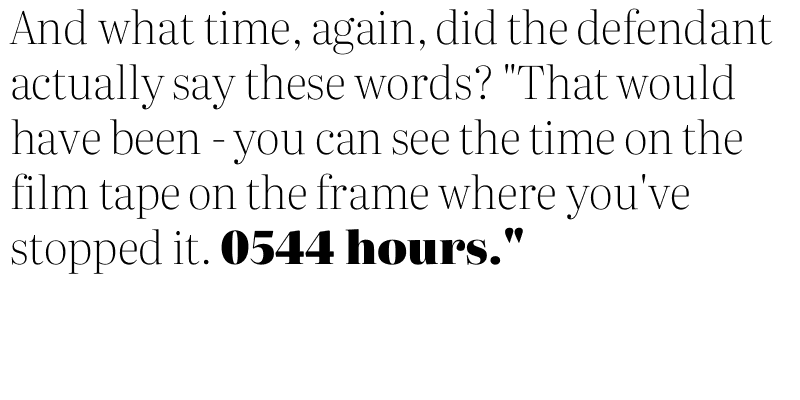 And what time, again, did the defendant
actually say these words? "That would
have been - you can see the time on the
film tape on the frame where you've
stopped it. 0544 hours."